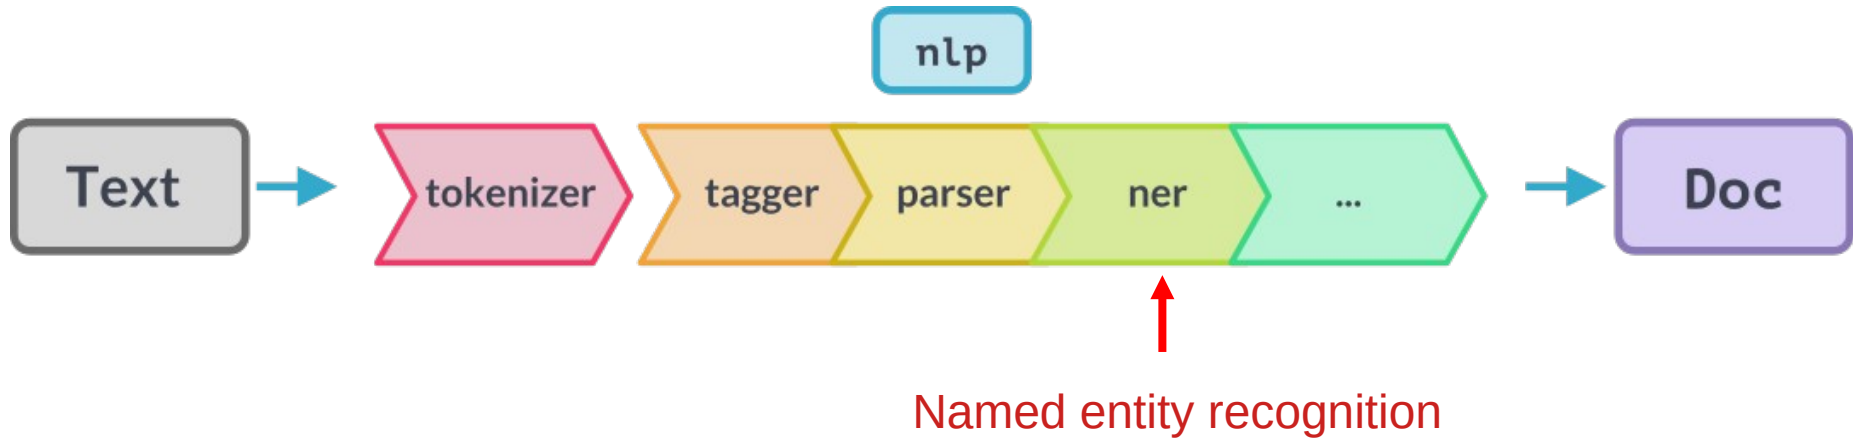 nlp
Text
tokenizer
tagger
parser
ner
...
Doc
Named entity recognition